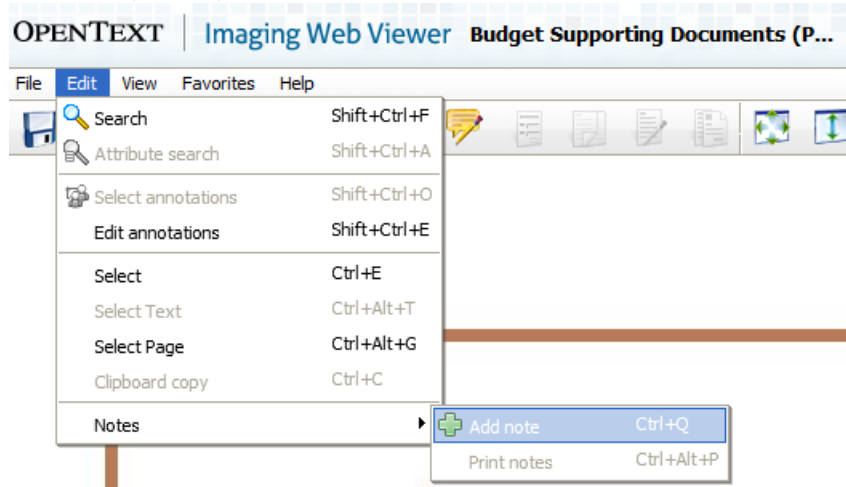 OPENTEXT | Imaging Web Viewer Budget Supporting Documents (P...
File Edit View Favorites Help
Search Shift+Ctrl+F
Attribute search Shift+Ctrl+A
Select annotations Shift+Ctrl+O
Edit annotations Shift+Ctrl+E
Select Ctrl+E
Select Text Ctrl+Alt+T
Select Page Ctrl+Alt+G
Clipboard copy Ctrl+C
Notes
Add note Ctrl+Q
Print notes Ctrl+Alt+P